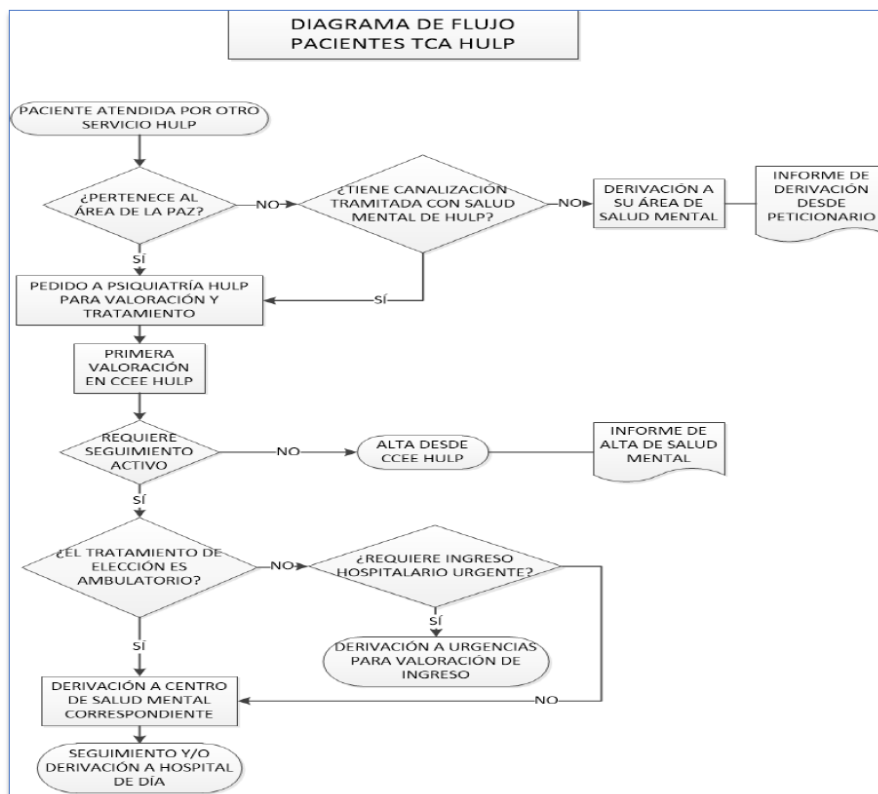 DIAGRAMA DE FLUJO
PACIENTES TCA HULP
PACIENTE ATENDIDA POR OTRO
SERVICIO HULP
¿PERTENECE AL
ÁREA DE LA PAZ?
NO
¿TIENE CANALIZACIÓN
TRAMITADA CON SALUD
MENTAL DE HULP?
NO
DERIVACIÓN A
SU ÁREA DE
SALUD MENTAL
INFORME DE
DERIVACIÓN
DESDE
PETICIONARIO
SÍ
SÍ
PEDIDO A PSIQUIATRÍA HULP
PARA VALORACIÓN Y
TRATAMIENTO
PRIMERA
VALORACIÓN
EN CCEE HULP
REQUIERE
SEGUIMIENTO
ACTIVO
NO
ALTA DESDE
CCEE HULP
INFORME DE
ALTA DE SALUD
MENTAL
SÍ
¿EL TRATAMIENTO DE
ELECCIÓN ES
AMBULATORIO?
NO
¿REQUIERE INGRESO
HOSPITALARIO URGENTE?
SÍ
SÍ
DERIVACIÓN A URGENCIAS
PARA VALORACIÓN DE
INGRESO
NO
DERIVACIÓN A CENTRO
DE SALUD MENTAL
CORRESPONDIENTE
SEGUIMIENTO Y/O
DERIVACIÓN A HOSPITAL
DE DÍA